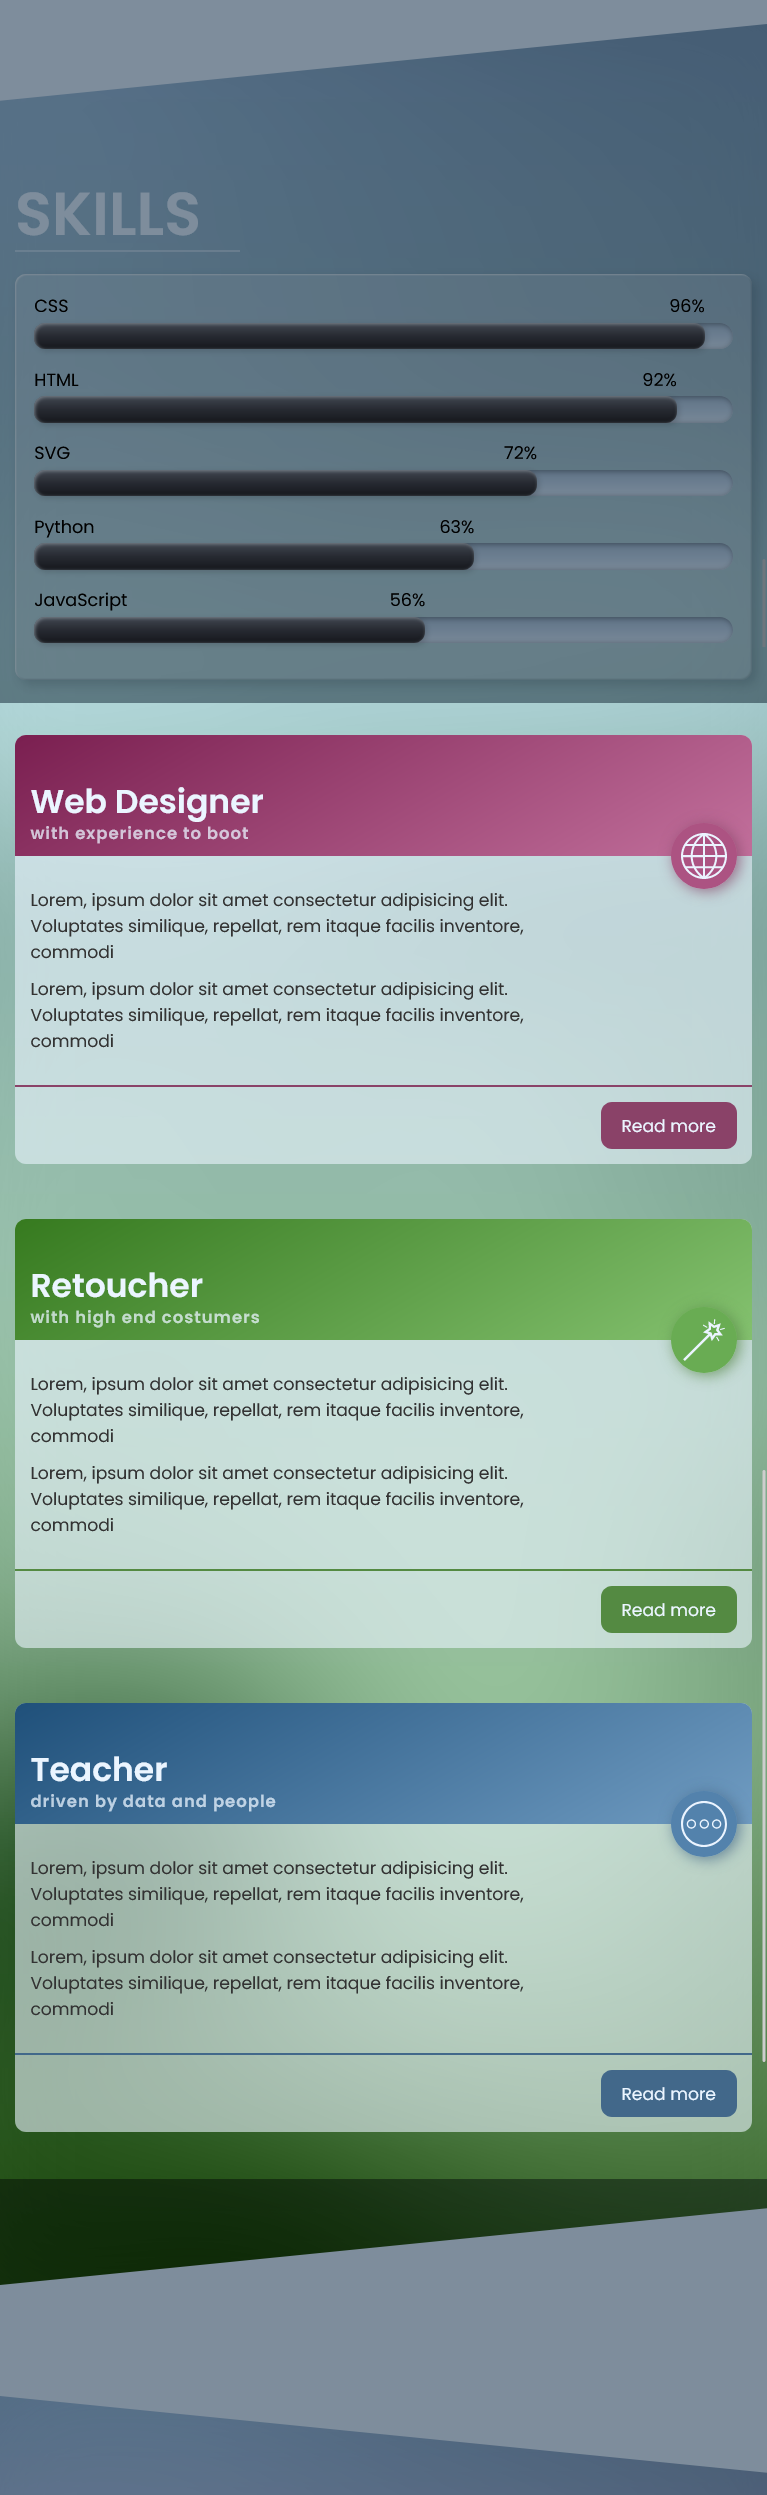 SKILLS
CSS 96%
HTML 92%
SVG 72%
Python 63%
JavaScript 56%
Web Designer
with experience to boot
Lorem, ipsum dolor sit amet consectetur adipisicing elit.
Voluptates similique, repellat, rem itaque facilis inventore,
commodi
Lorem, ipsum dolor sit amet consectetur adipisicing elit.
Voluptates similique, repellat, rem itaque facilis inventore,
commodi
Read more
Retoucher
with high end costumers
Lorem, ipsum dolor sit amet consectetur adipisicing elit.
Voluptates similique, repellat, rem itaque facilis inventore,
commodi
Lorem, ipsum dolor sit amet consectetur adipisicing elit.
Voluptates similique, repellat, rem itaque facilis inventore,
commodi
Read more
Teacher
driven by data and people
Lorem, ipsum dolor sit amet consectetur adipisicing elit.
Voluptates similique, repellat, rem itaque facilis inventore,
commodi
Lorem, ipsum dolor sit amet consectetur adipisicing elit.
Voluptates similique, repellat, rem itaque facilis inventore,
commodi
Read more